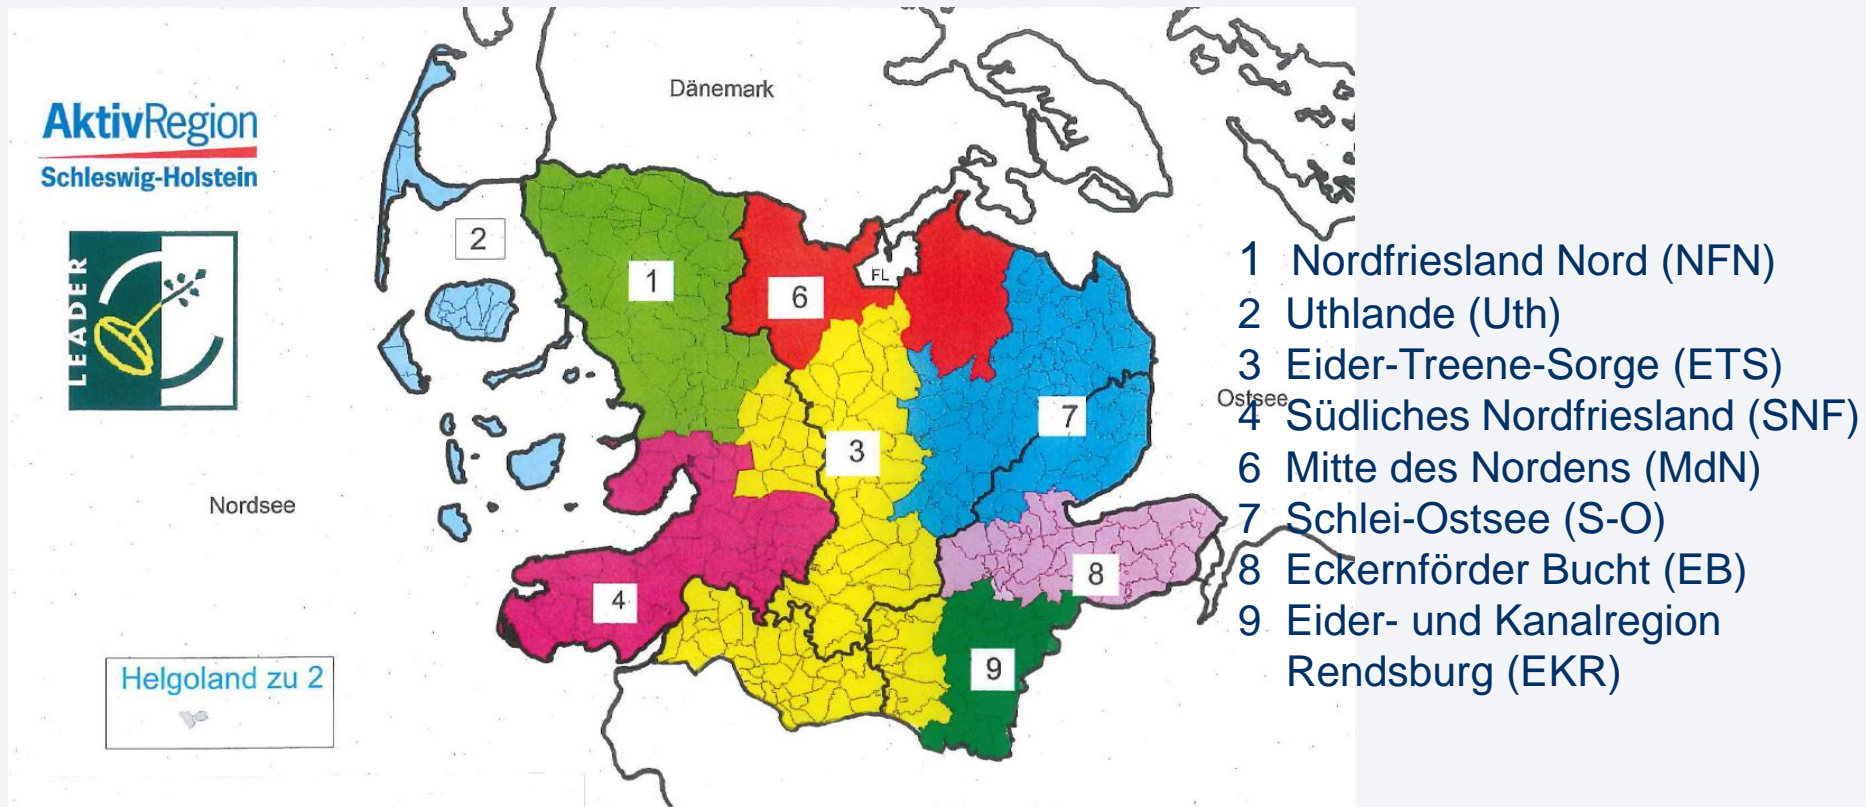 Dänemark
AktivRegion
Schleswig-Holstein
LEADER
2
1
6
FL
7
3
Ostsee
Nordsee
8
4
9
Helgoland zu 2
1 Nordfriesland Nord (NFN)
2 Uthlande (Uth)
3 Eider-Treene-Sorge (ETS)
4 Südliches Nordfriesland (SNF)
6 Mitte des Nordens (MdN)
7 Schlei-Ostsee (S-O)
8 Eckernförder Bucht (EB)
9 Eider- und Kanalregion
Rendsburg (EKR)